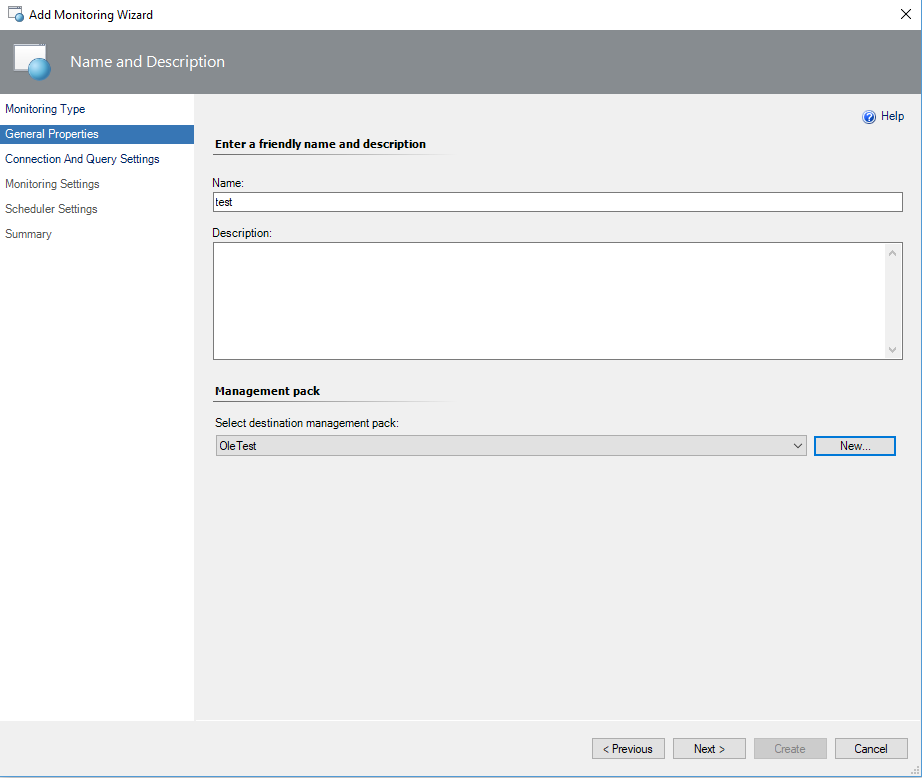 Add Monitoring Wizard
Name and Description
Monitoring Type
General Properties
Connection And Query Settings
Monitoring Settings
Scheduler Settings
Summary
Help
Enter a friendly name and description
Name:
test
Description:
Management pack
Select destination management pack:
OleTest
New...
< Previous
Next >
Create
Cancel